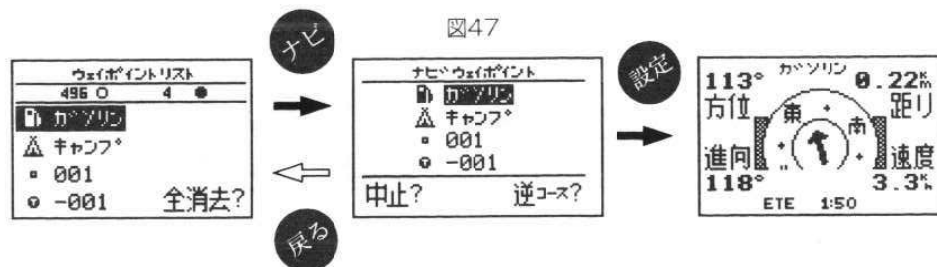 図47
ナビ
設定
戻る
ウェイポイントリスト
496 ○ 4 ●
ガソリン
キャンプ
001
-001 全消去?
ナビウェイポイント
ガソリン
キャンプ
001
-001
中止? 逆コース?
ガソリン
113° 0.22
方位 距リ
東 南
進向 速度
118° 3.3
ETE 1:50